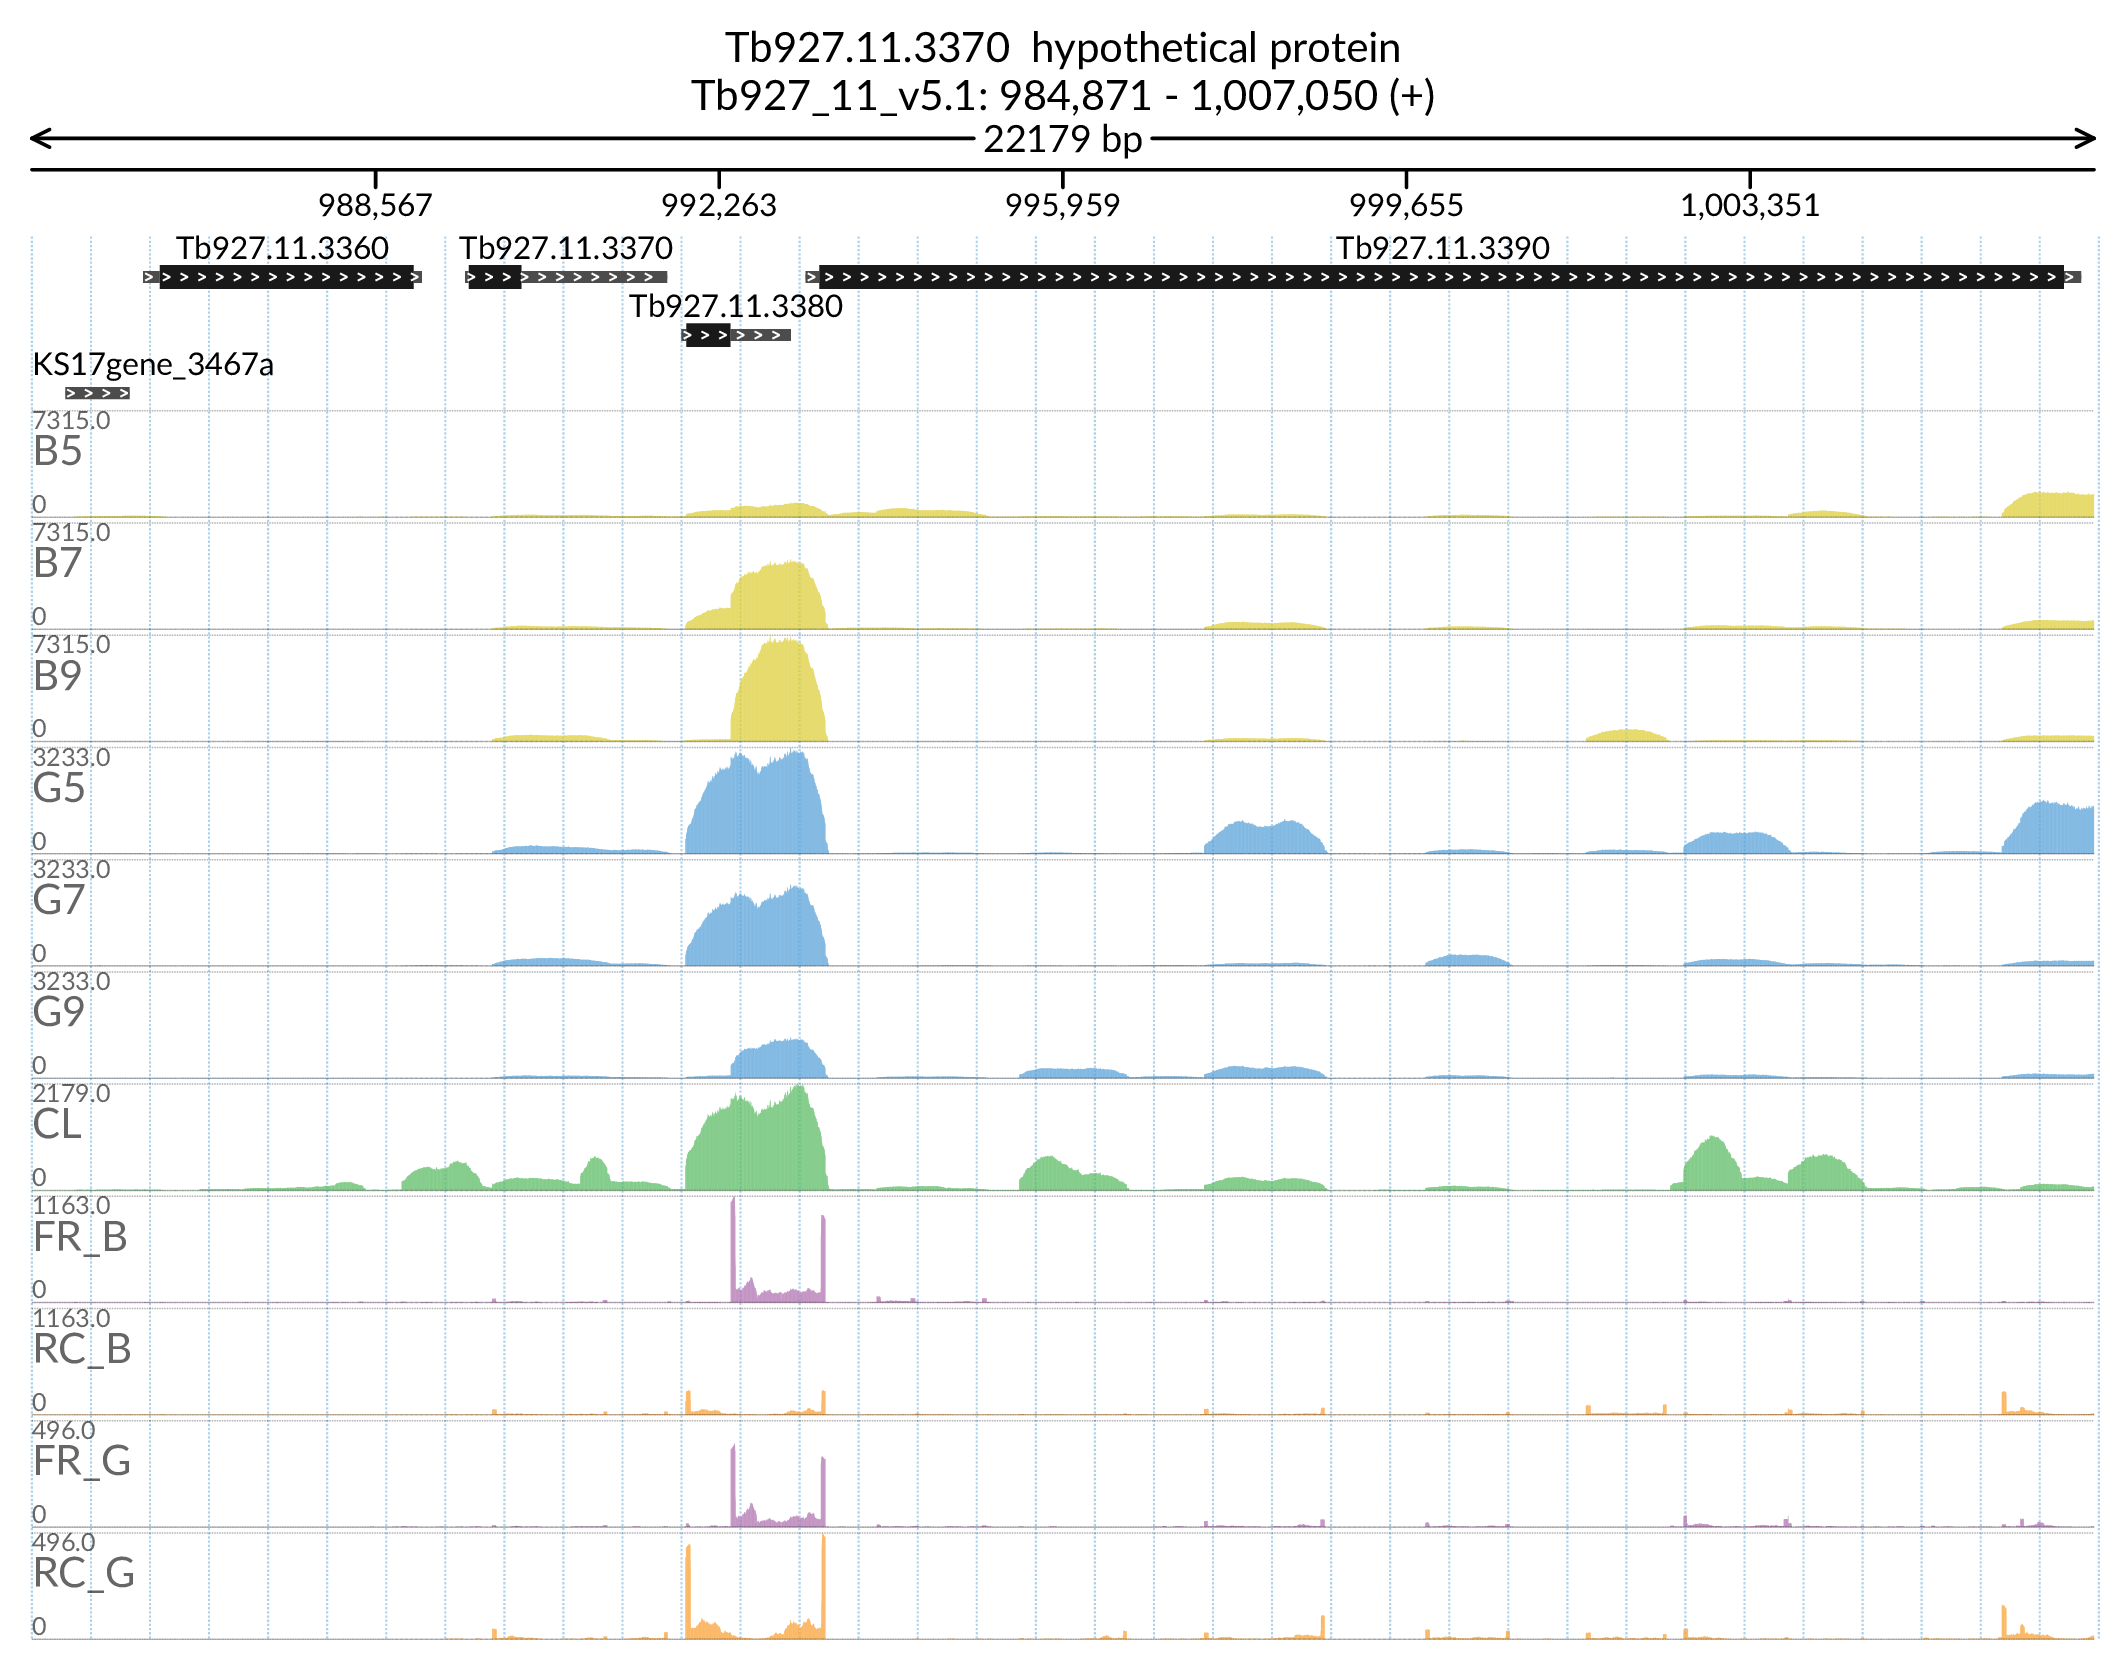 Tb927.11.3370  hypothetical protein
Tb927_11_v5.1: 984,871 - 1,007,050 (+)
22179 bp
988,567 992,263 995,959 999,655 1,003,351
Tb927.11.3360 Tb927.11.3370 Tb927.11.3390
Tb927.11.3380
KS17gene_3467a
7315.0
B5
0
7315.0
B7
0
7315.0
B9
0
3233.0
G5
0
3233.0
G7
0
3233.0
G9
0
2179.0
CL
0
1163.0
FR_B
0
1163.0
RC_B
0
496.0
FR_G
0
496.0
RC_G
0